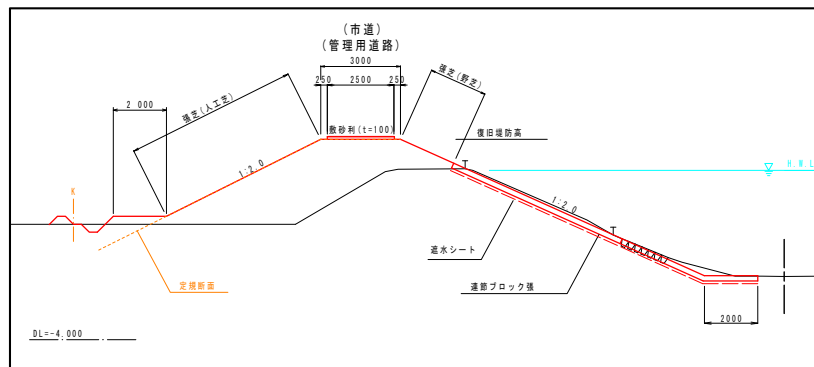 (市道)
(管理用道路)
3000
250 2500 250
張芝(人工芝)
張芝(野芝)
2 000
敷砂利(t=100)
復旧堤防高
H.W.L
K
1:2.0
1:2.0
T
T
遮水シート
定規断面
連節ブロック張
2000
DL=-4.000